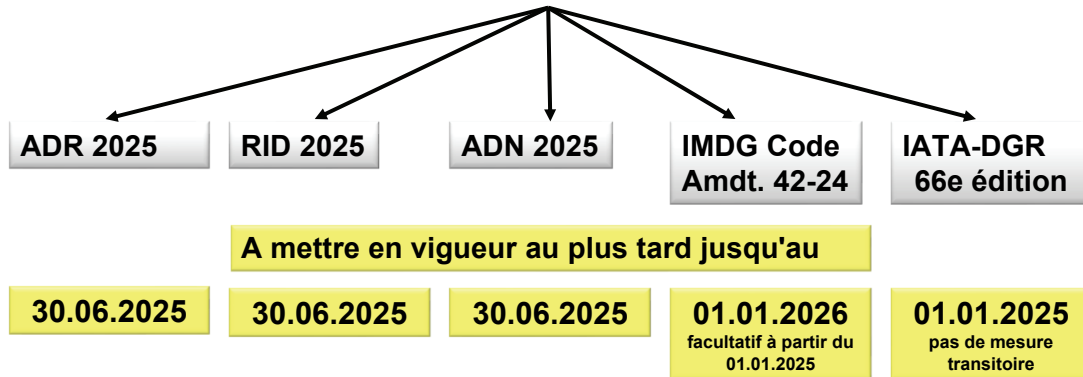 ADR 2025
RID 2025
ADN 2025
IMDG Code
Amdt. 42-24
IATA-DGR
66e édition
A mettre en vigueur au plus tard jusqu'au
30.06.2025
30.06.2025
30.06.2025
01.01.2026
facultatif à partir du
01.01.2025
01.01.2025
pas de mesure
transitoire